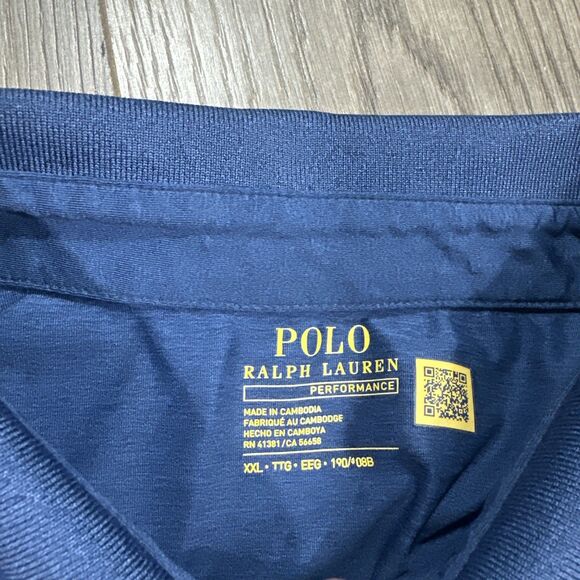 POLO
RALPH LAUREN
PERFORMANCE
MADE IN CAMBODIA
FABRIQUÉ AU CAMBODGE
HECHO EN CAMBOYA
RN 41381 /CA 56658
XXL • TTG • EEG • 190/